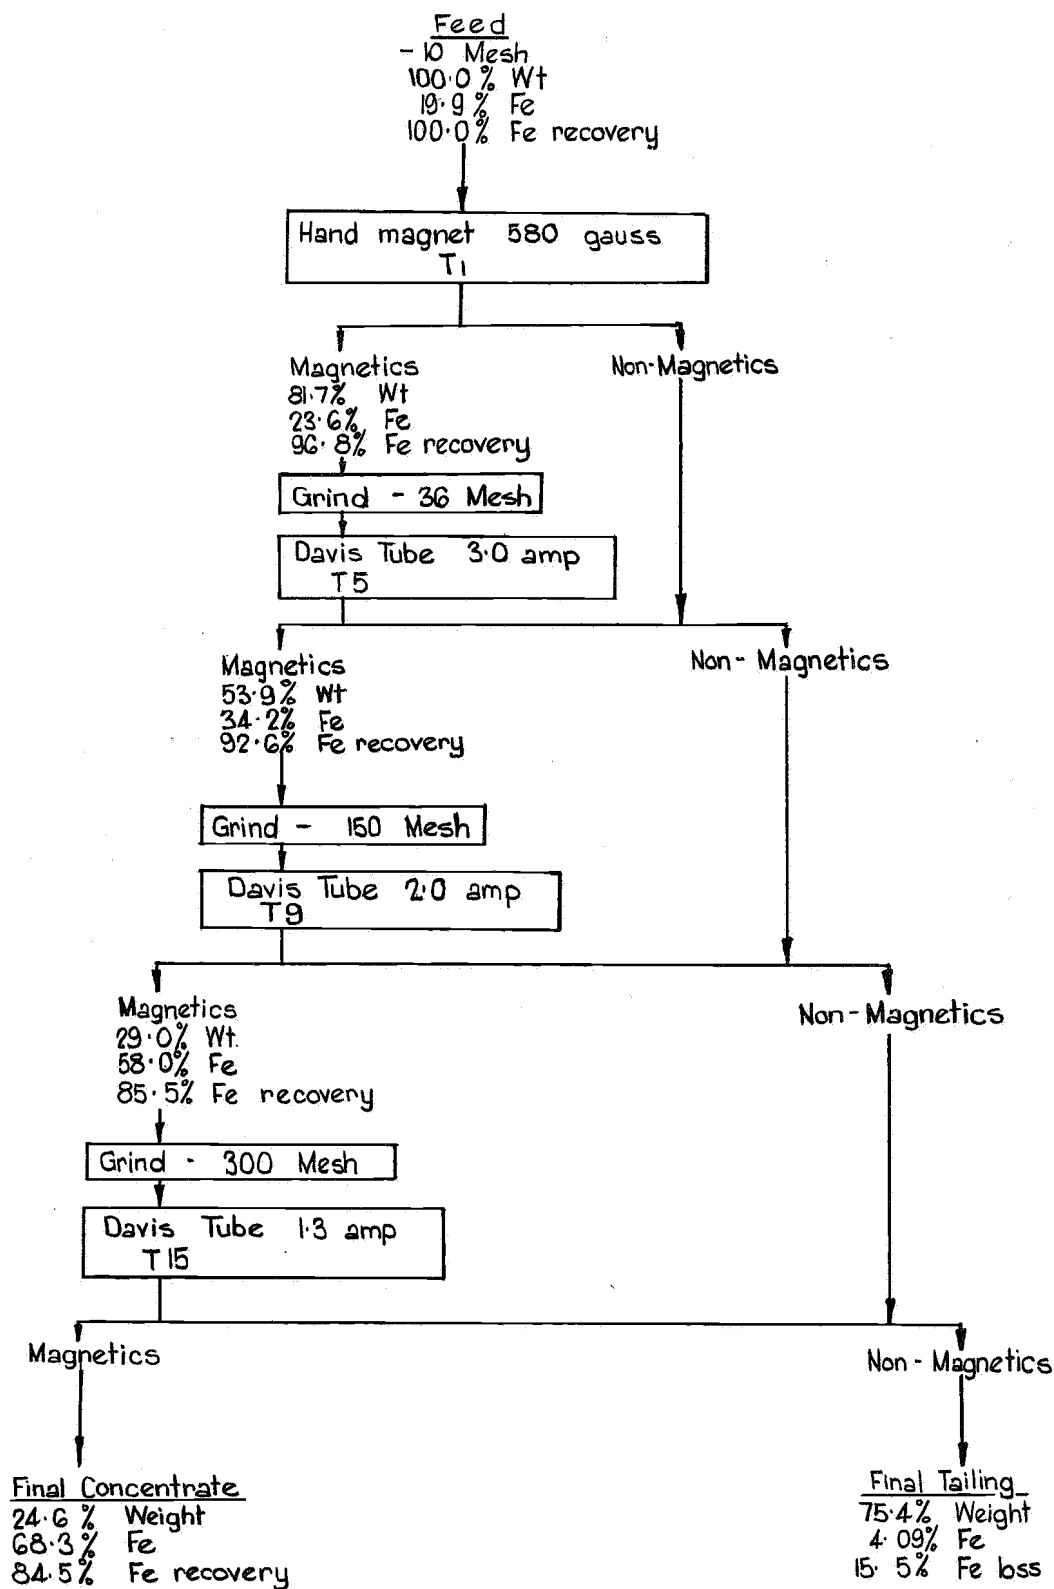 Feed
- 10 Mesh
100.0% Wt
19.9% Fe
100.0% Fe recovery
Hand magnet 580 gauss
T1
Magnetics
81.7% Wt
23.6% Fe
96.8% Fe recovery
Non-Magnetics
Grind - 36 Mesh
Davis Tube 3.0 amp
T5
Magnetics
53.9% Wt
34.2% Fe
92.6% Fe recovery
Non-Magnetics
Grind - 150 Mesh
Davis Tube 2.0 amp
T9
Magnetics
29.0% Wt.
58.0% Fe
85.5% Fe recovery
Non-Magnetics
Grind - 300 Mesh
Davis Tube 1.3 amp
T15
Magnetics
Non-Magnetics
Final Concentrate
24.6 % Weight
68.3% Fe
84.5% Fe recovery
Final Tailing
75.4% Weight
4.09% Fe
15.5% Fe loss